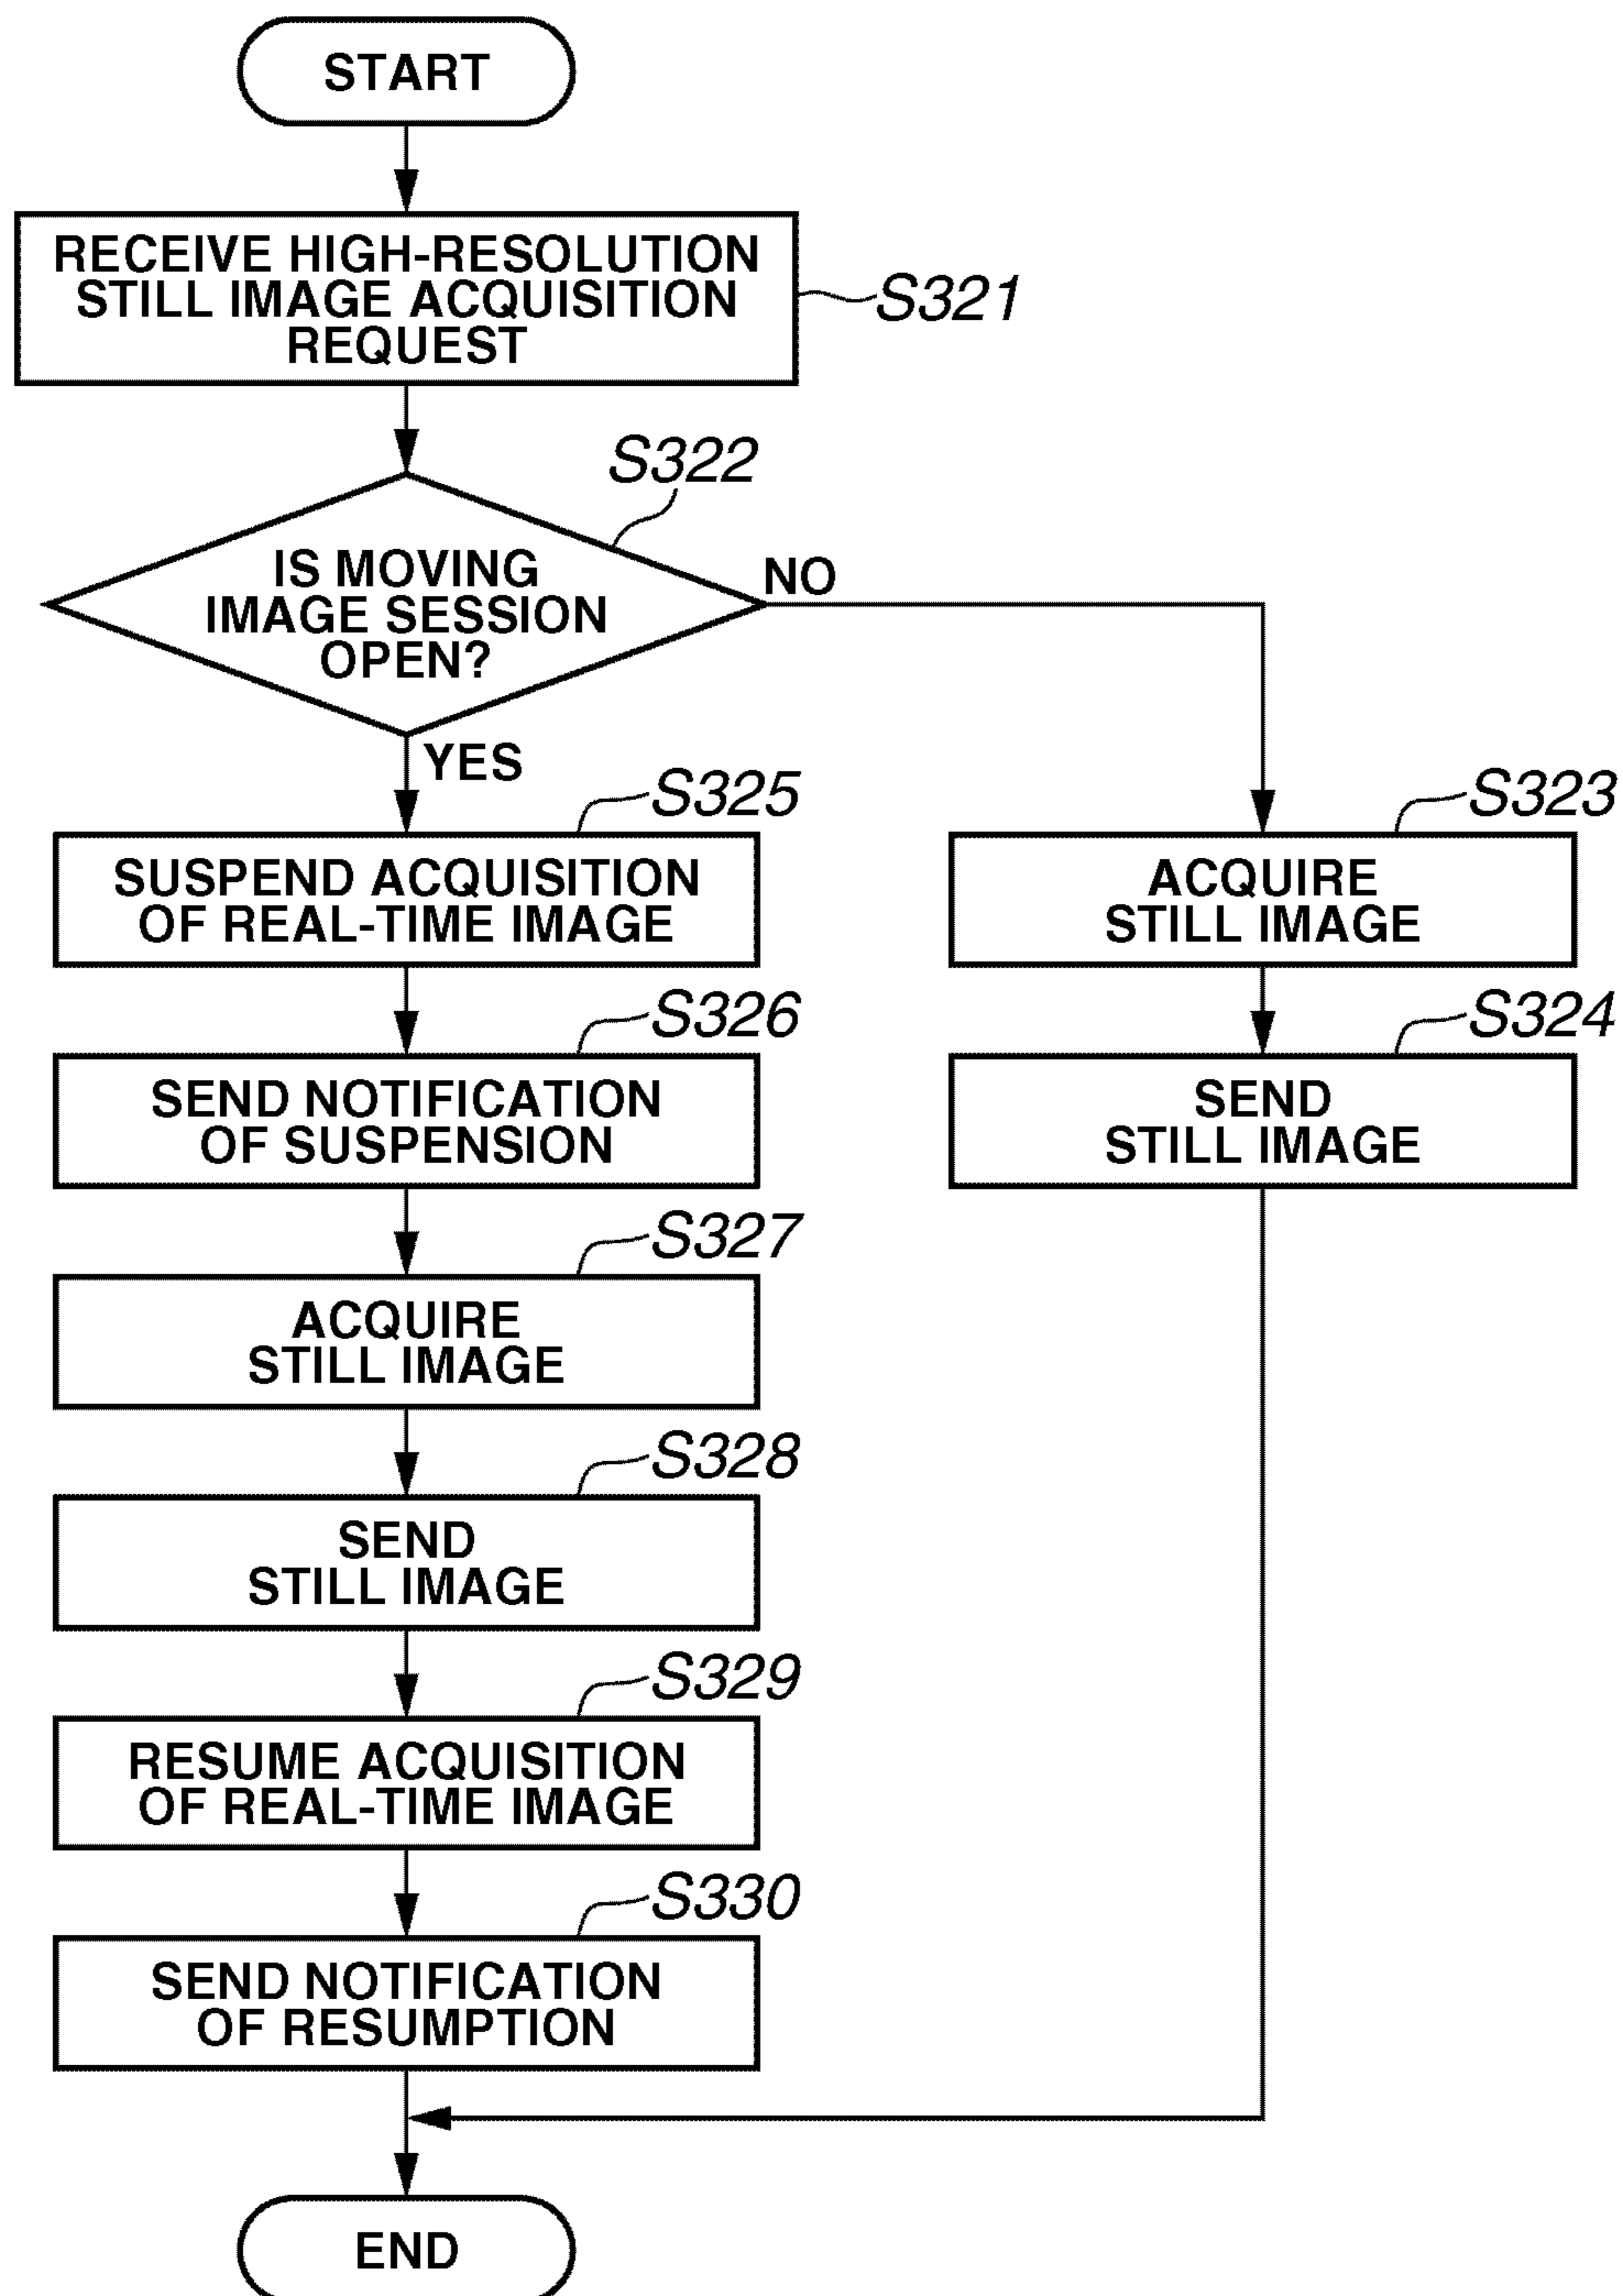 START
RECEIVE HIGH-RESOLUTION
STILL IMAGE ACQUISITION
REQUEST
S321
S322
IS MOVING
IMAGE SESSION
OPEN?
NO
YES
S325
SUSPEND ACQUISITION
OF REAL-TIME IMAGE
S323
ACQUIRE
STILL IMAGE
S326
SEND NOTIFICATION
OF SUSPENSION
S324
SEND
STILL IMAGE
S327
ACQUIRE
STILL IMAGE
S328
SEND
STILL IMAGE
S329
RESUME ACQUISITION
OF REAL-TIME IMAGE
S330
SEND NOTIFICATION
OF RESUMPTION
END